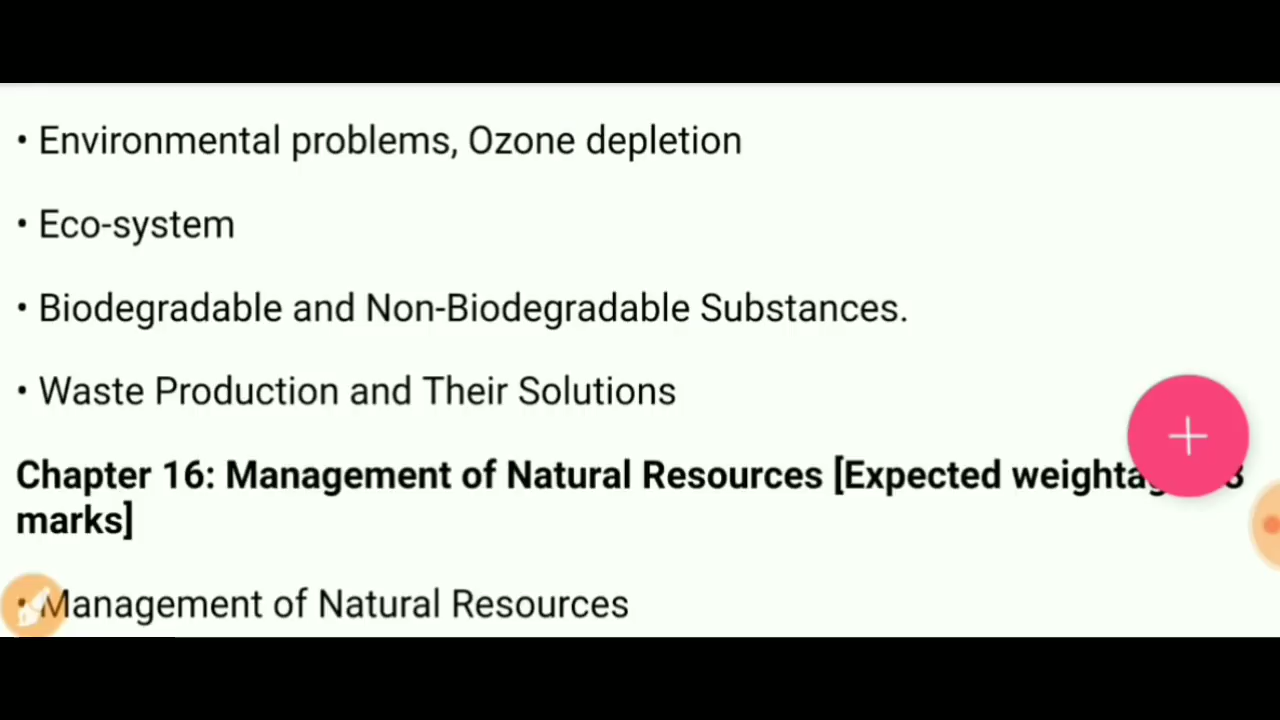 • Environmental problems, Ozone depletion
• Eco-system
• Biodegradable and Non-Biodegradable Substances.
• Waste Production and Their Solutions
Chapter 16: Management of Natural Resources [Expected
marks]
• Management of Natural Resources